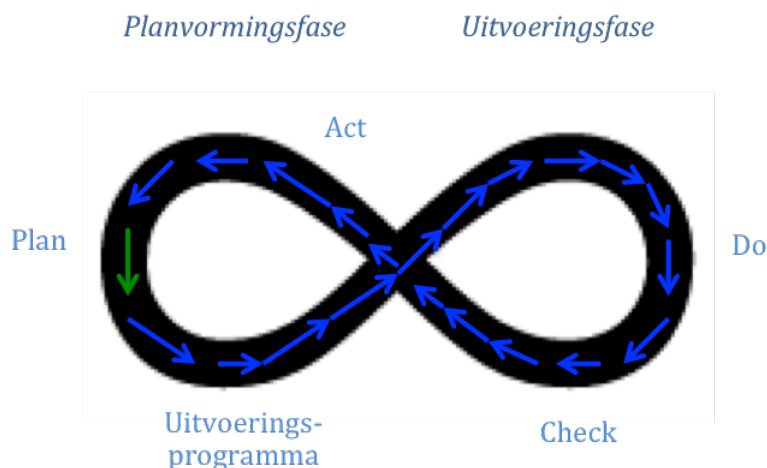 Planvormingsfase
Uitvoeringsfase
Act
Plan
Do
Uitvoerings-
programma
Check